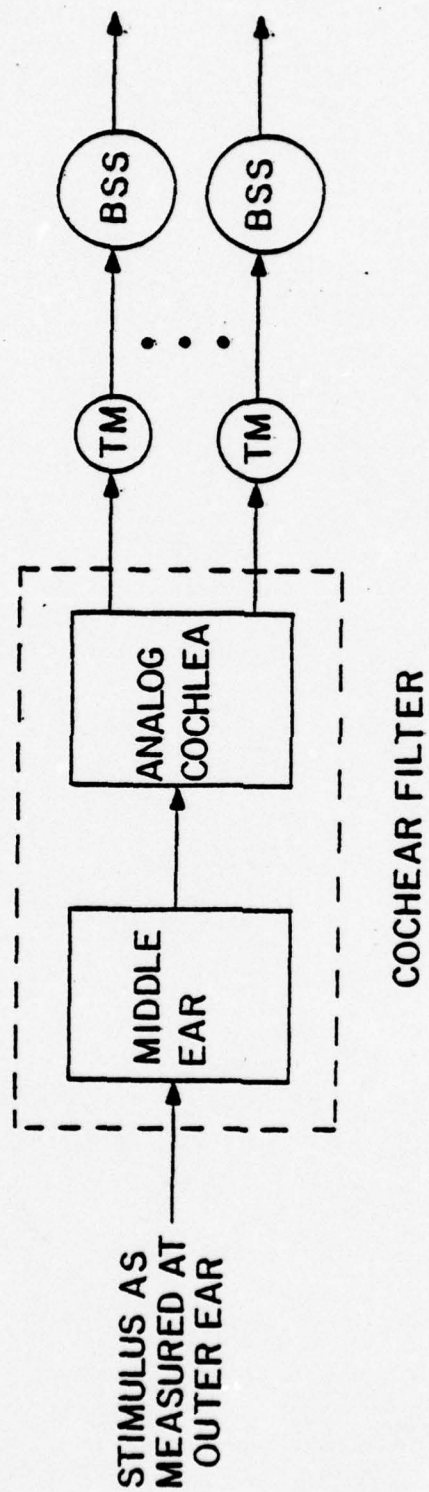 STIMULUS AS
MEASURED AT
OUTER EAR
MIDDLE
EAR
ANALOG
COCHLEA
TM
BSS
TM
BSS
COCHEAR FILTER